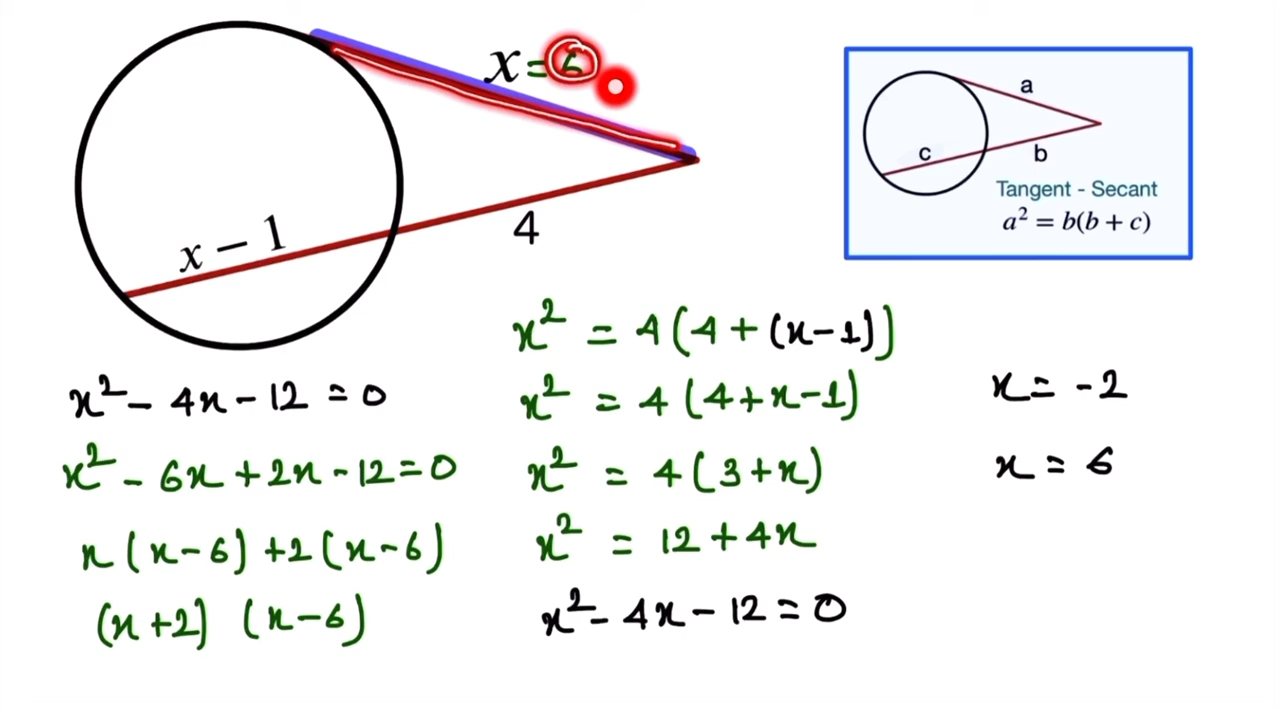 x = 6
x − 1
4
a
c
b
Tangent - Secant
a² = b(b + c)
x² = 4(4 + (x−1))
x² = 4(4+x−1)
x² = 4(3+x)
x² = 12+4x
x² − 4x − 12 = 0
x² − 4x − 12 = 0
x² − 6x + 2x − 12 = 0
x(x−6) +2(x−6)
(x+2) (x−6)
x = −2
x = 6